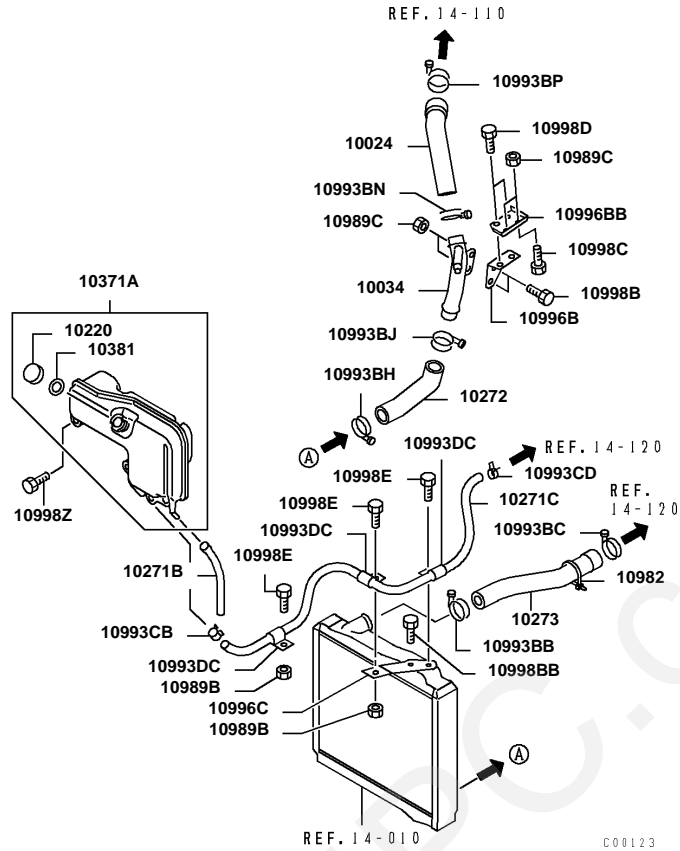 REF. 14-110
10993BP
10998D
10024
10989C
10993BN
10989C
10996BB
10998C
10371A
10034
10998B
10220
10996B
10381
10993BJ
10993BH
10272
10993DC
REF. 14-120
A
10998E
10993CD
REF.
14-120
10998Z
10998E
10271C
10993DC
10993BC
10998E
10271B
10982
10273
10993CB
10993BB
10993DC
10998BB
10989B
10996C
10989B
A
REF. 14-010
C00123